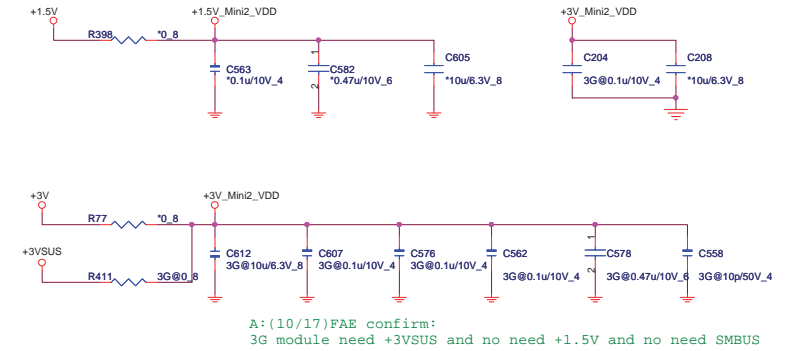 +1.5V
+1.5V_Mini2_VDD
+3V_Mini2_VDD
R398
*0_8
C563
*0.1u/10V_4
1
2
C582
*0.47u/10V_6
C605
*10u/6.3V_8
C204
3G@0.1u/10V_4
C208
*10u/6.3V_8
+3V
+3V_Mini2_VDD
R77
*0_8
+3VSUS
R411
3G@0_8
C612
3G@10u/6.3V_8
C607
3G@0.1u/10V_4
C576
3G@0.1u/10V_4
C562
3G@0.1u/10V_4
1
2
C578
3G@0.47u/10V_6
C558
3G@10p/50V_4
A:(10/17)FAE confirm:
3G module need +3VSUS and no need +1.5V and no need SMBUS